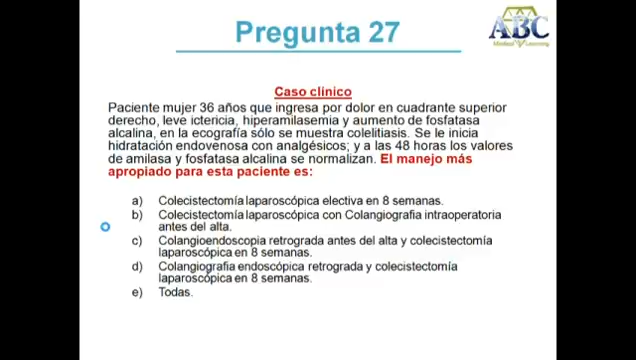 Pregunta 27
ABC
Medical Learning
Caso clínico
Paciente mujer 36 años que ingresa por dolor en cuadrante superior
derecho, leve ictericia, hiperamilasemia y aumento de fosfatasa
alcalina, en la ecografía sólo se muestra colelitiasis. Se le inicia
hidratación endovenosa con analgésicos; y a las 48 horas los valores
de amilasa y fosfatasa alcalina se normalizan. El manejo más
apropiado para esta paciente es:
a) Colecistectomía laparoscópica electiva en 8 semanas.
b) Colecistectomía laparoscópica con Colangiografia intraoperatoria
antes del alta.
c) Colangioendoscopia retrograda antes del alta y colecistectomía
laparoscópica en 8 semanas.
d) Colangiografia endoscópica retrograda y colecistectomía
laparoscópica en 8 semanas.
e) Todas.